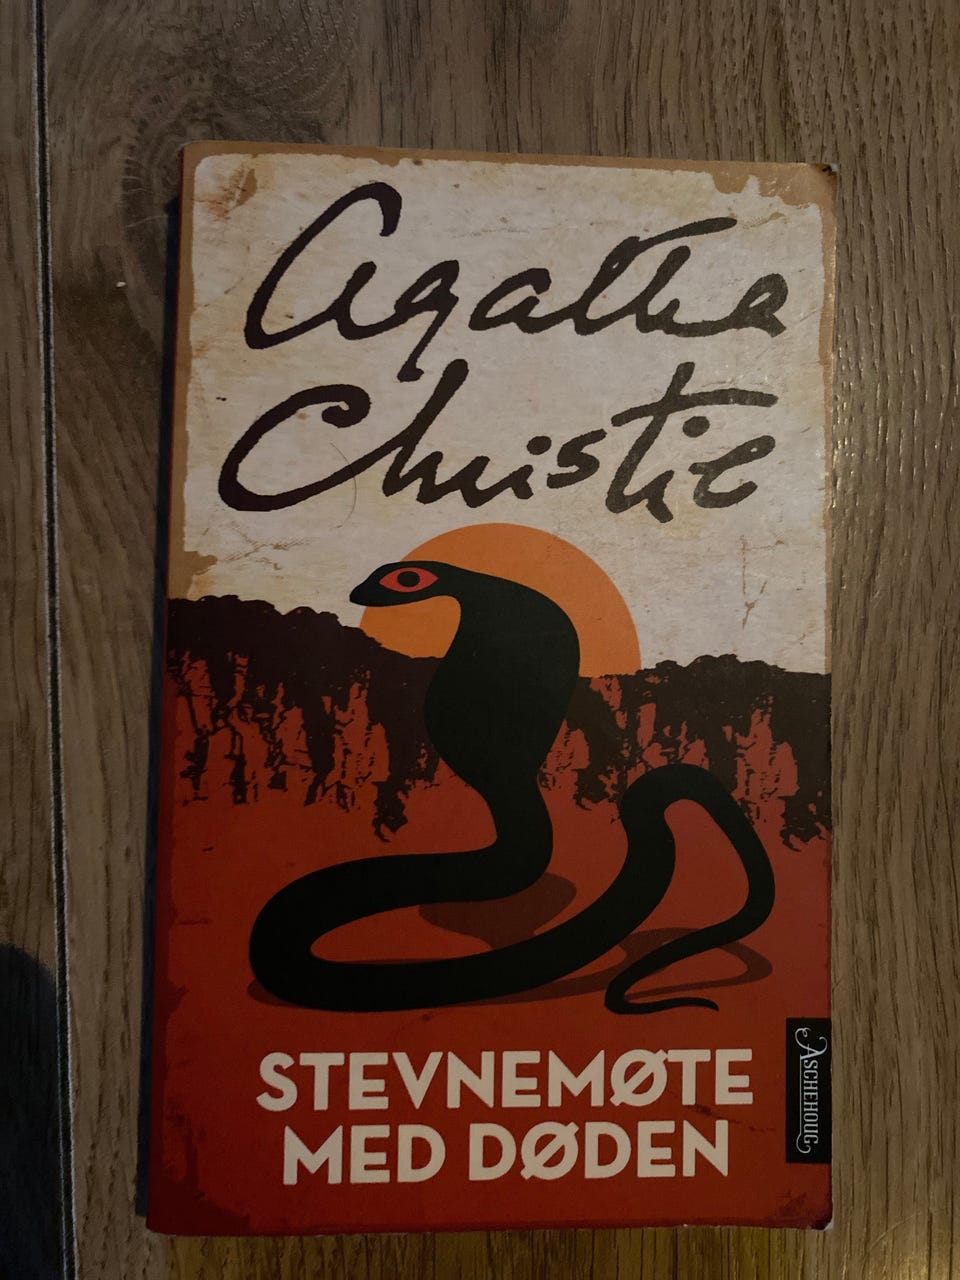 Agatha
Christie
STEVNEMØTE
MED DØDEN
ASCHEHOUG